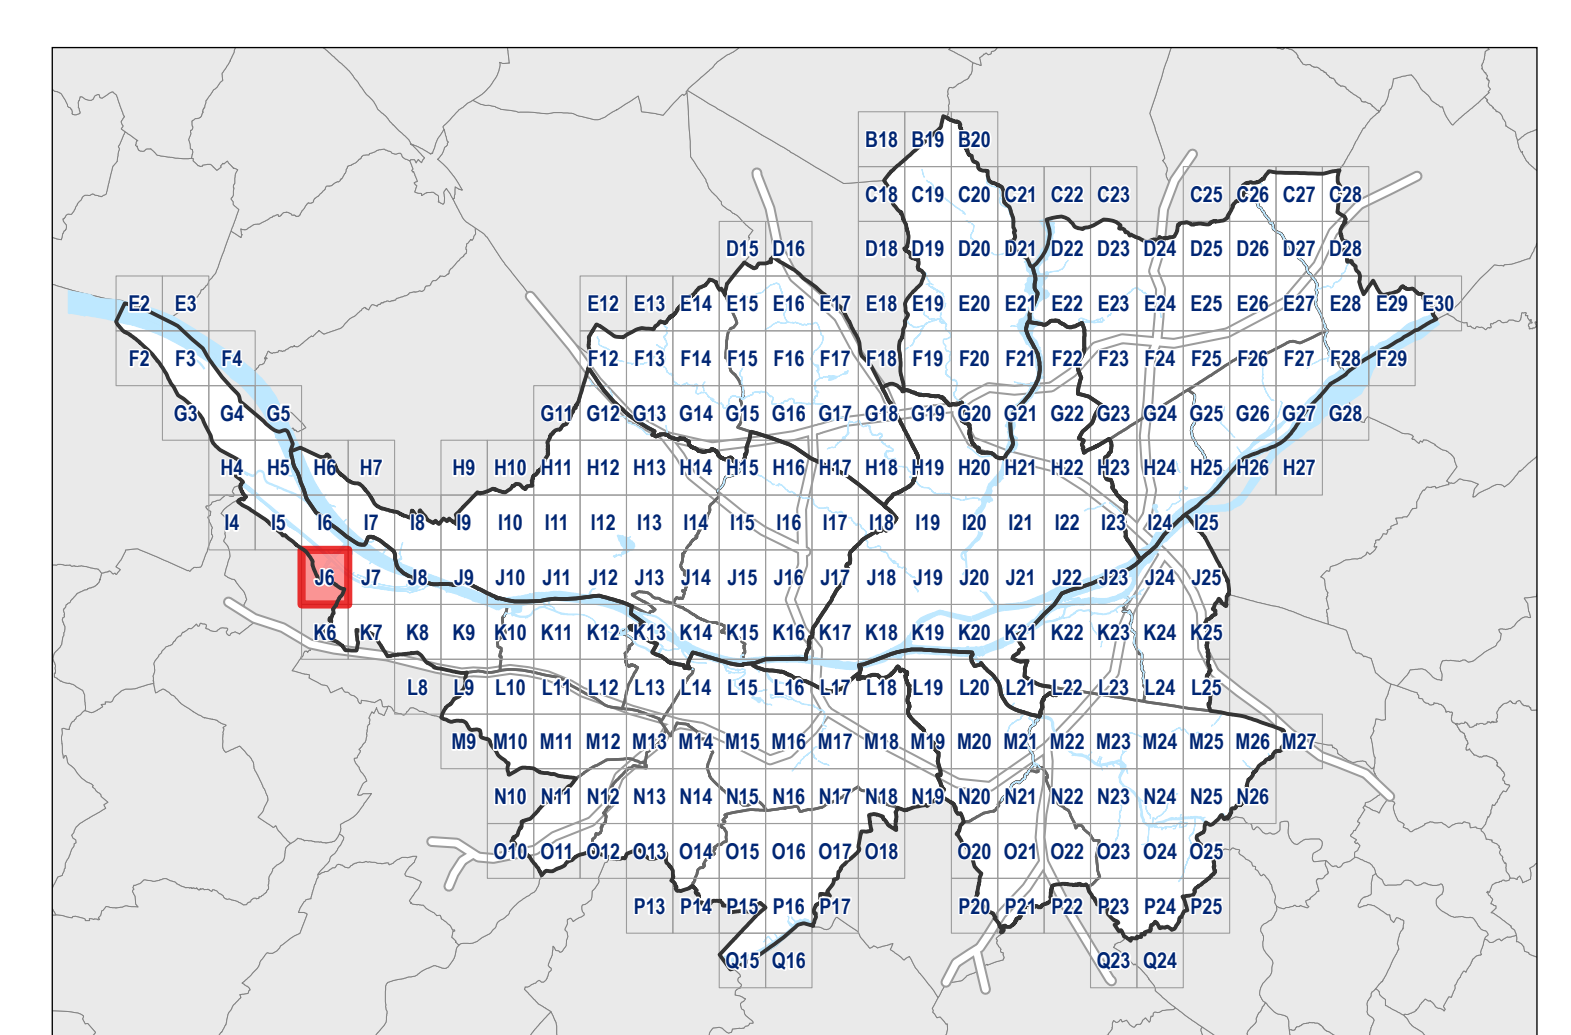 B18 B19 B20
C18 C19 C20 C21 C22 C23 C25 C26 C27 C28
D15 D16 D18 D19 D20 D21 D22 D23 D24 D25 D26 D27 D28
E2 E3 E12 E13 E14 E15 E16 E17 E18 E19 E20 E21 E22 E23 E24 E25 E26 E27 E28 E29 E30
F2 F3 F4 F12 F13 F14 F15 F16 F17 F18 F19 F20 F21 F22 F23 F24 F25 F26 F27 F28 F29
G3 G4 G5 G11 G12 G13 G14 G15 G16 G17 G18 G19 G20 G21 G22 G23 G24 G25 G26 G27 G28
H4 H5 H6 H7 H9 H10 H11 H12 H13 H14 H15 H16 H17 H18 H19 H20 H21 H22 H23 H24 H25 H26 H27
I4 I5 I6 I7 I8 I9 I10 I11 I12 I13 I14 I15 I16 I17 I18 I19 I20 I21 I22 I23 I24 I25
J6 J7 J8 J9 J10 J11 J12 J13 J14 J15 J16 J17 J18 J19 J20 J21 J22 J23 J24 J25
K6 K7 K8 K9 K10 K11 K12 K13 K14 K15 K16 K17 K18 K19 K20 K21 K22 K23 K24 K25
L8 L9 L10 L11 L12 L13 L14 L15 L16 L17 L18 L19 L20 L21 L22 L23 L24 L25
M9 M10 M11 M12 M13 M14 M15 M16 M17 M18 M19 M20 M21 M22 M23 M24 M25 M26 M27
N10 N11 N12 N13 N14 N15 N16 N17 N18 N19 N20 N21 N22 N23 N24 N25 N26
O10 O11 O12 O13 O14 O15 O16 O17 O18 O20 O21 O22 O23 O24 O25
P13 P14 P15 P16 P17 P20 P21 P22 P23 P24 P25
Q15 Q16 Q23 Q24